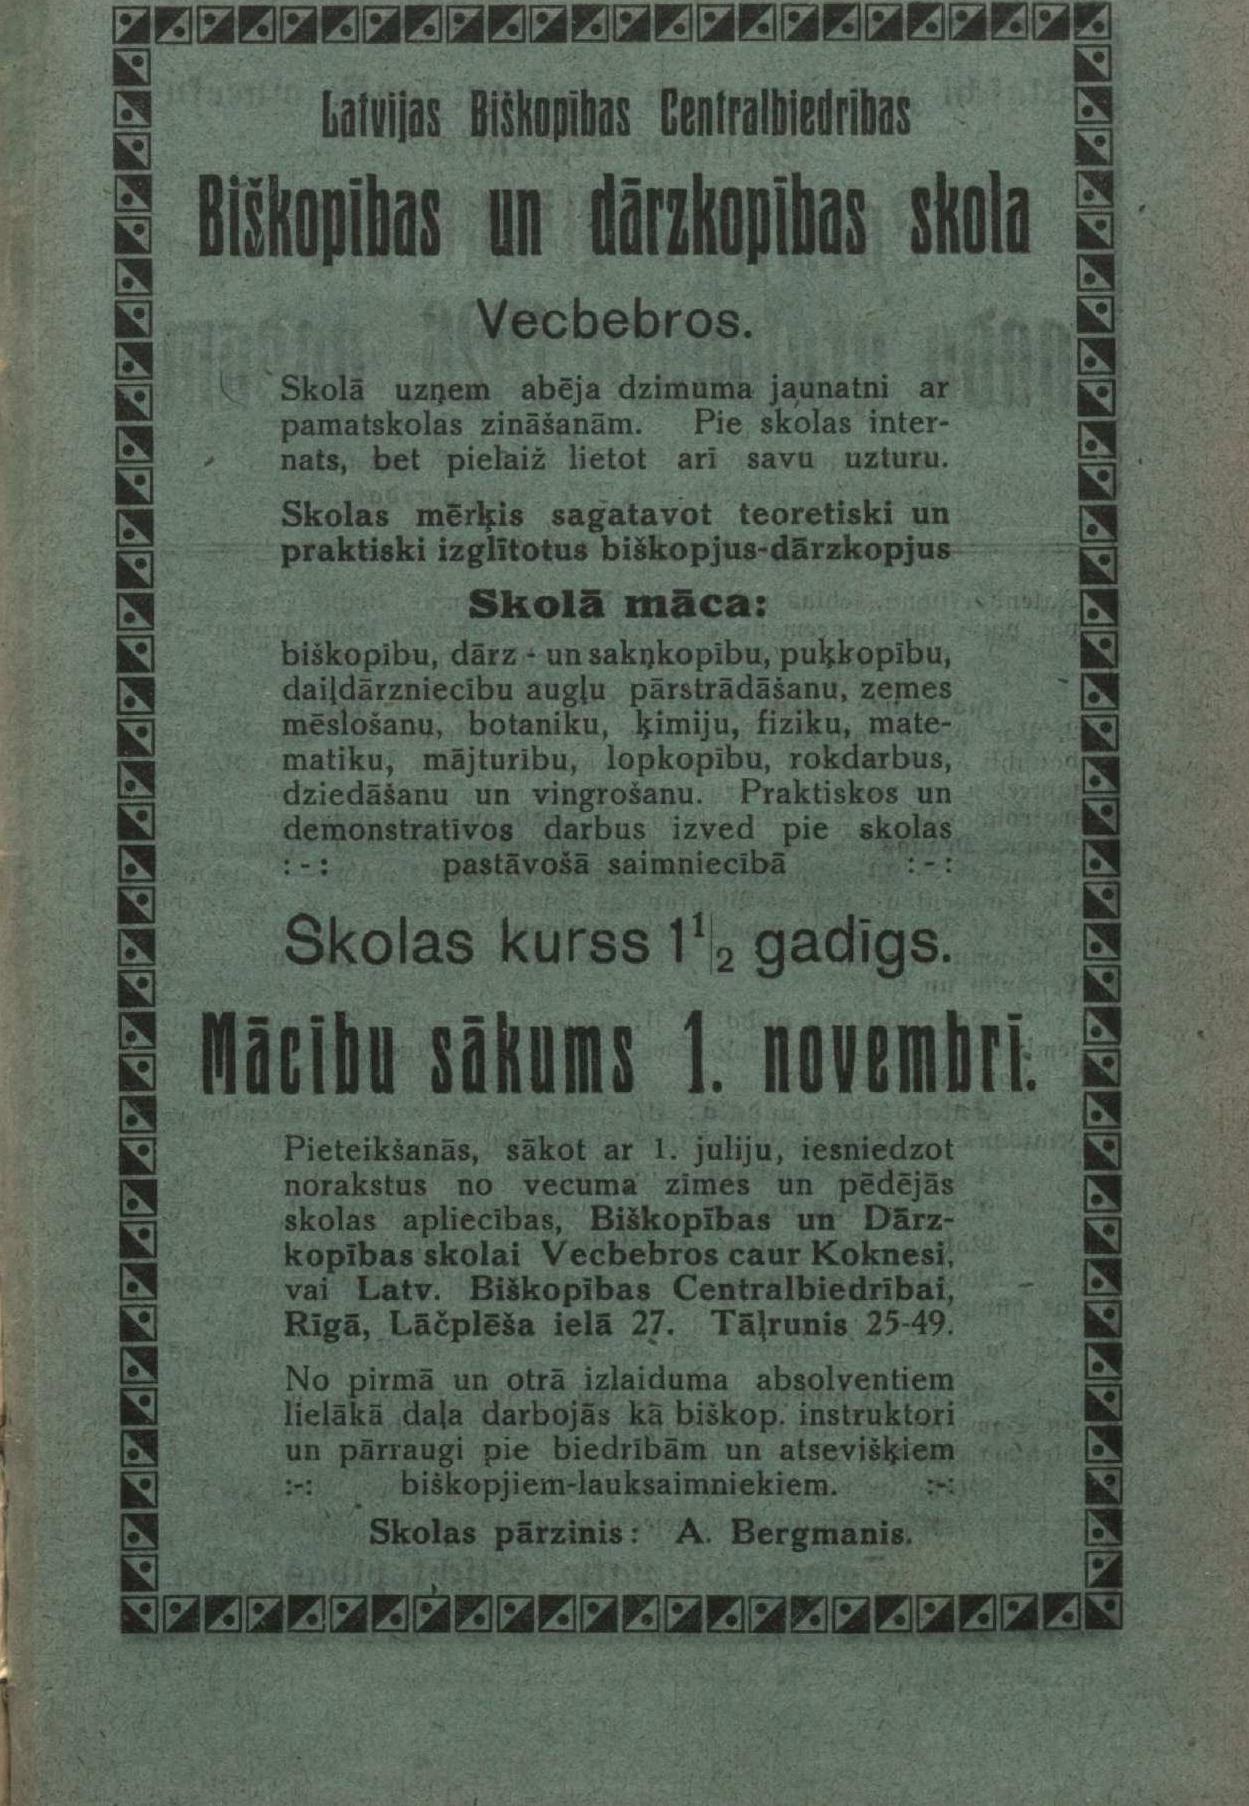 Latvijas Biškopības Centralbiedrības
Biškopības un dārzkopības skola
Vecbebros.
Skolā uzņem abēja dzimuma jaunatni ar
pamatskolas zināšanām. Pie skolas inter-
nats, bet pielaiž lietot arī savu uzturu.
Skolas mērķis sagatavot teoretiski un
praktiski izglītotus biškopjus-dārzkopjus
Skolā māca:
biškopību, dārz - un sakņkopību, puķkopību,
daiļdārzniecību augļu pārstrādāšanu, zemes
mēslošanu, botaniku, ķimiju, fiziku, mate-
matiku, mājturību, lopkopību, rokdarbus,
dziedāšanu un vingrošanu. Praktiskos un
demonstratīvos darbus izved pie skolas
:-: pastāvošā saimniecībā :-:
Skolas kurss 1 1/2 gadīgs.
Mācību sākums 1. novembrī.
Pieteikšanās, sākot ar 1. juliju, iesniedzot
norakstus no vecuma zīmes un pēdējās
skolas apliecības, Biškopības un Dārz-
kopības skolai Vecbebros caur Koknesi,
vai Latv. Biškopības Centralbiedrībai,
Rīgā, Lāčplēša ielā 27. Tāļrunis 25-49.
No pirmā un otrā izlaiduma absolventiem
lielākā daļa darbojās kā biškop. instruktori
un pārraugi pie biedrībām un atsevišķiem
:-: biškopjiem-lauksaimniekiem. :-:
Skolas pārzinis: A. Bergmanis.